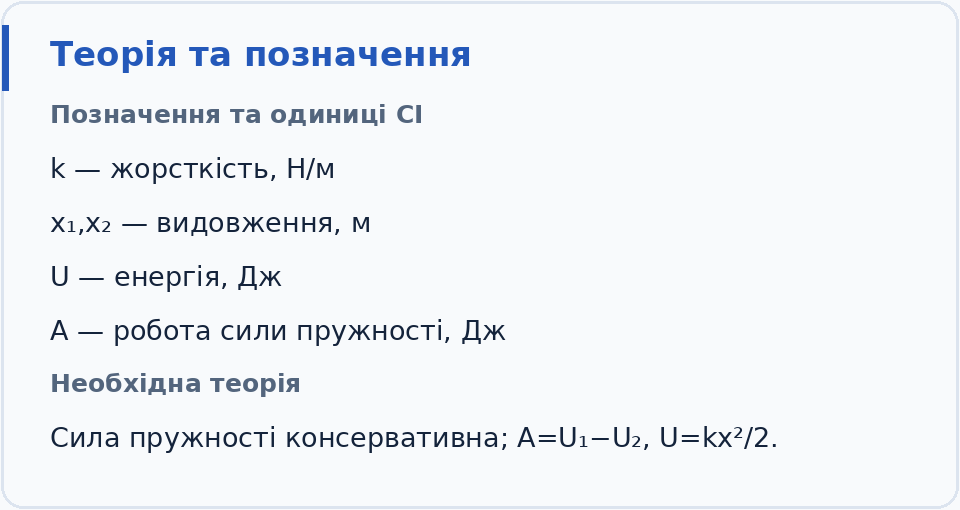 Теорія та позначення
Позначення та одиниці СІ
k — жорсткість, Н/м
x₁,x₂ — видовження, м
U — енергія, Дж
A — робота сили пружності, Дж
Необхідна теорія
Сила пружності консервативна; A=U₁−U₂, U=kx²/2.